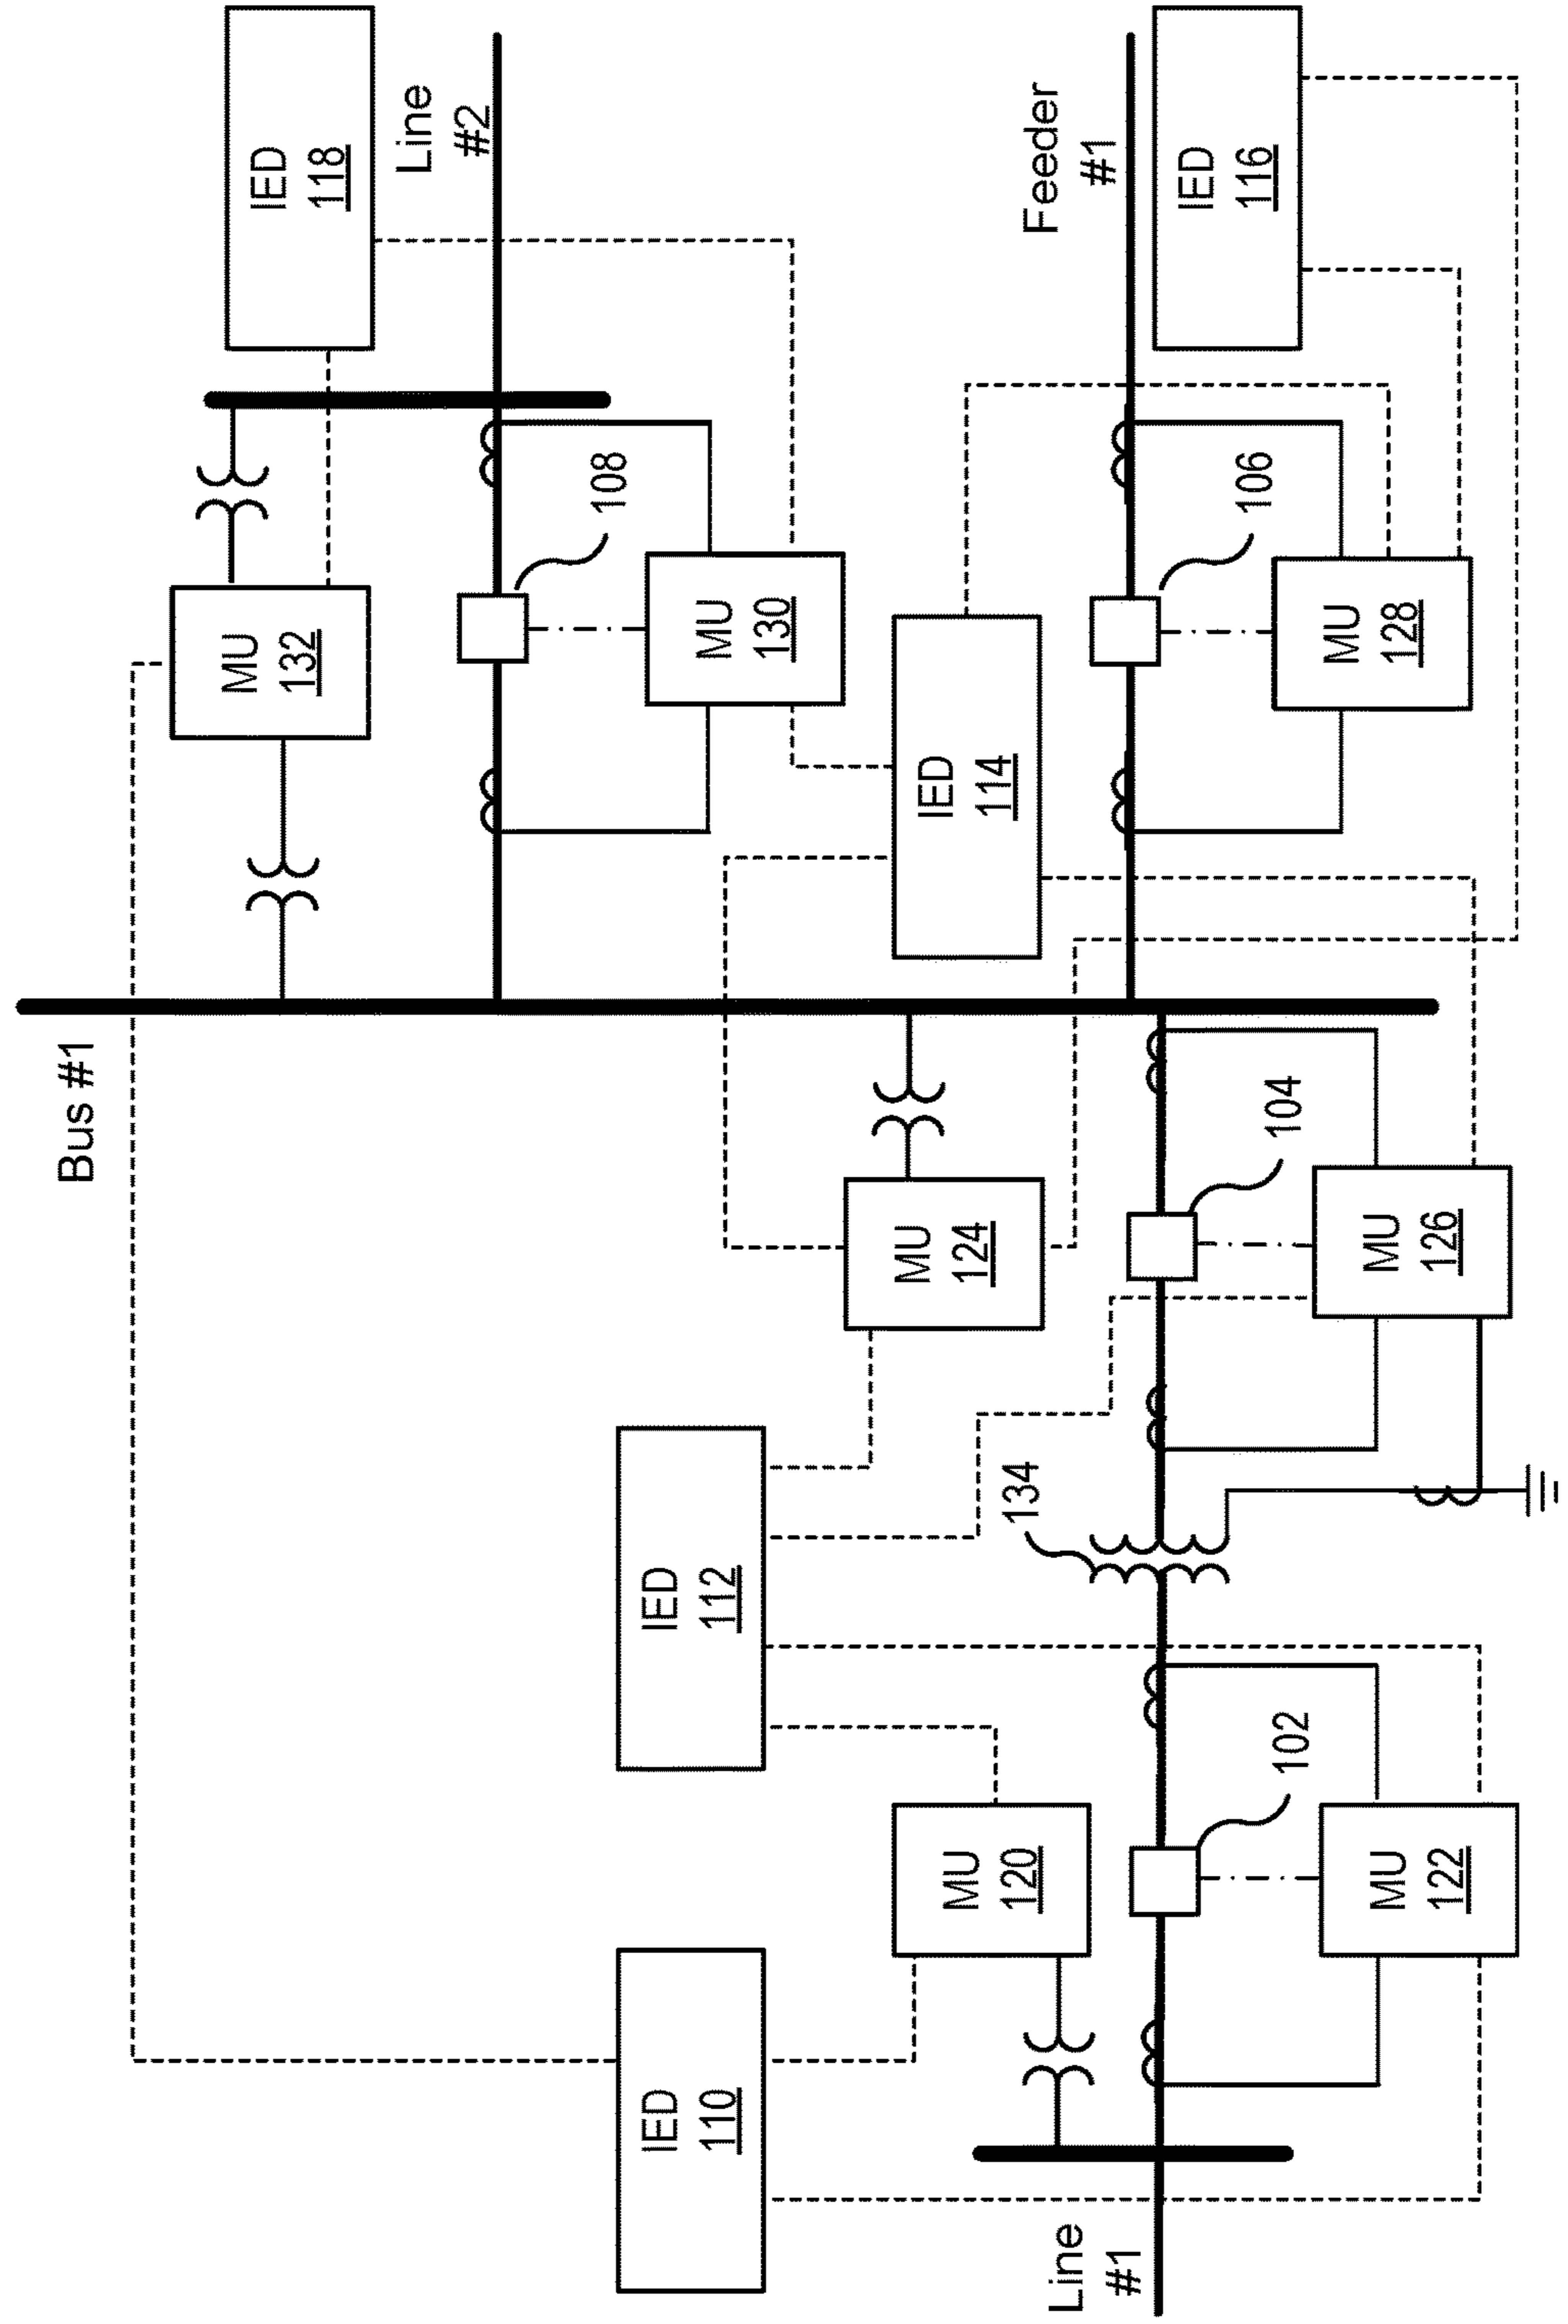 Bus #1
IED
118
Line
#2
MU
132
108
MU
130
Feeder
#1
IED
116
IED
114
106
MU
128
MU
124
104
MU
126
IED
112
134
IED
110
MU
120
102
MU
122
Line
#1